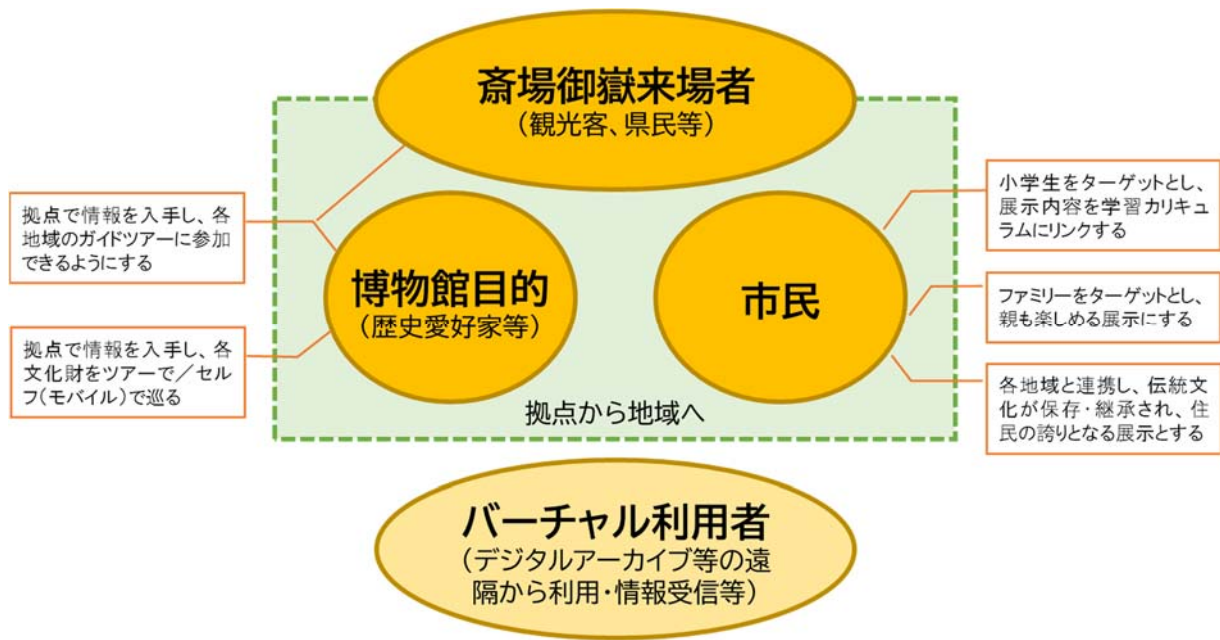 斎場御嶽来場者
（観光客、県民等）
拠点で情報を入手し、各
地域のガイドツアーに参加
できるようにする
拠点で情報を入手し、各
文化財をツアーで／セル
フ（モバイル）で巡る
博物館目的
（歴史愛好家等）
市民
小学生をターゲットとし、
展示内容を学習カリキュ
ラムにリンクする
ファミリーをターゲットとし、
親も楽しめる展示にする
各地域と連携し、伝統文
化が保存・継承され、住
民の誇りとなる展示とする
拠点から地域へ
バーチャル利用者
（デジタルアーカイブ等の遠
隔から利用・情報受信等）